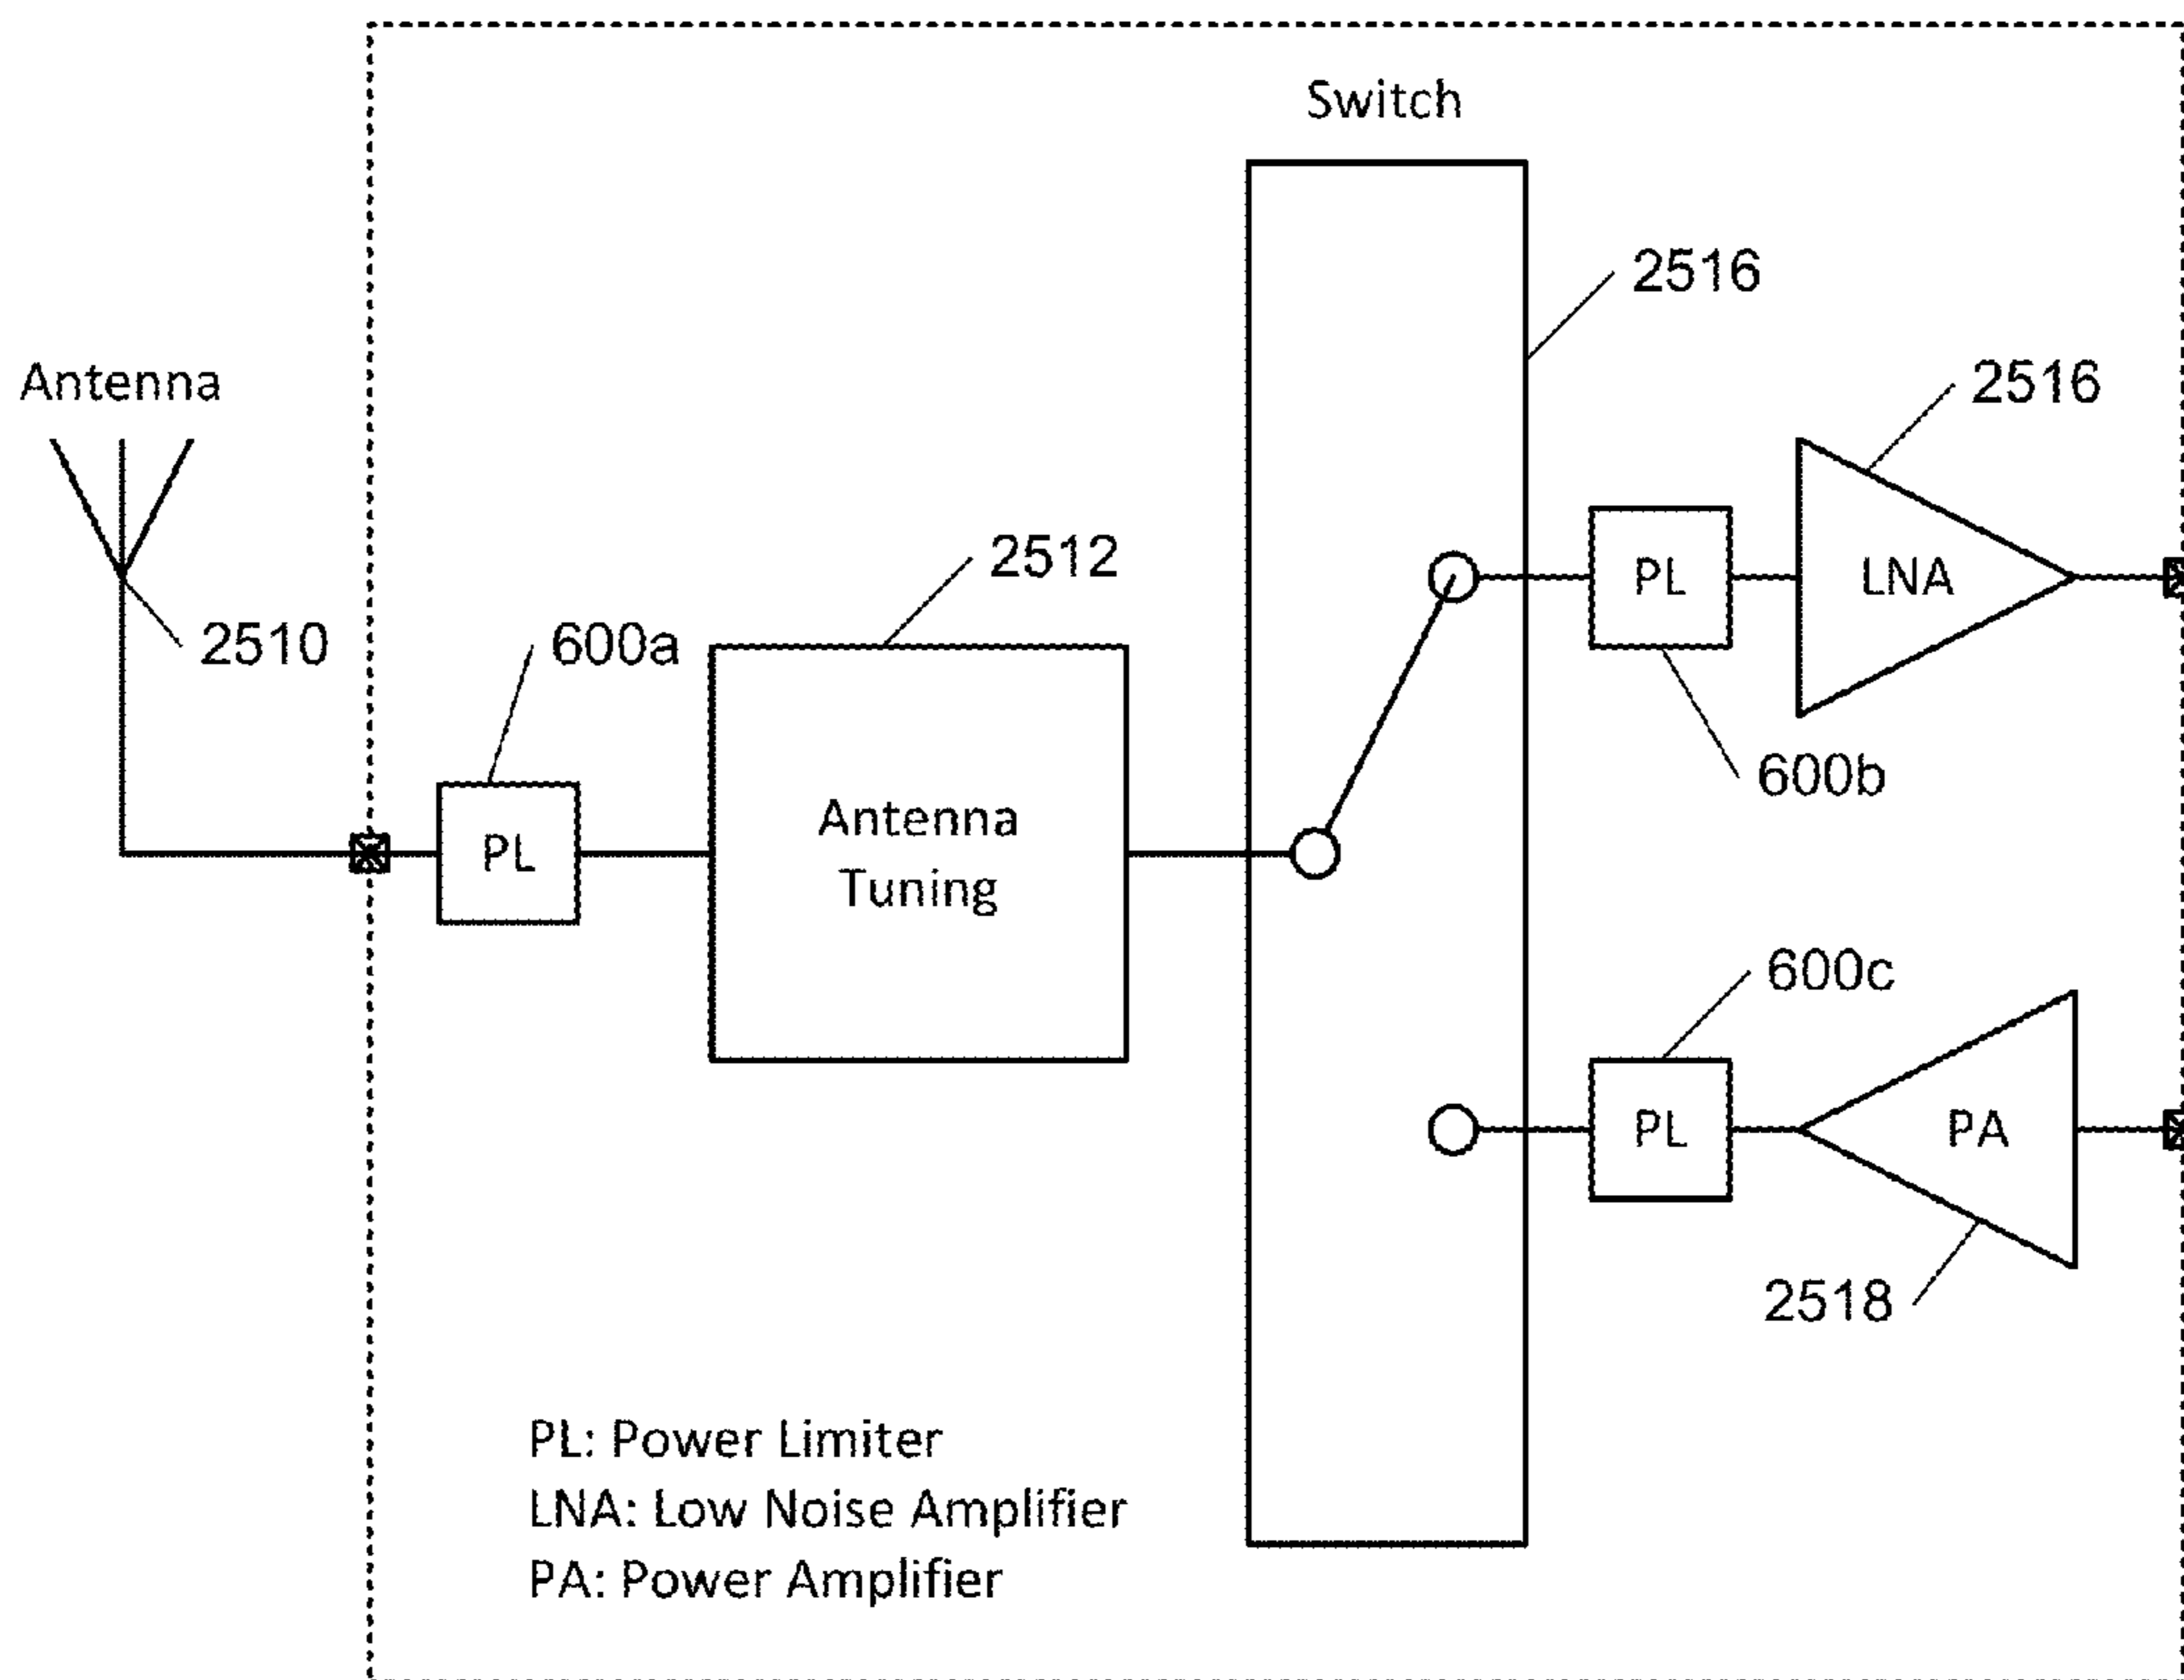 Switch
2516
Antenna
2516
2512
2510
600a
PL
LNA
600b
Antenna
Tuning
PL
600c
PL
PA
2518
PL: Power Limiter
LNA: Low Noise Amplifier
PA: Power Amplifier